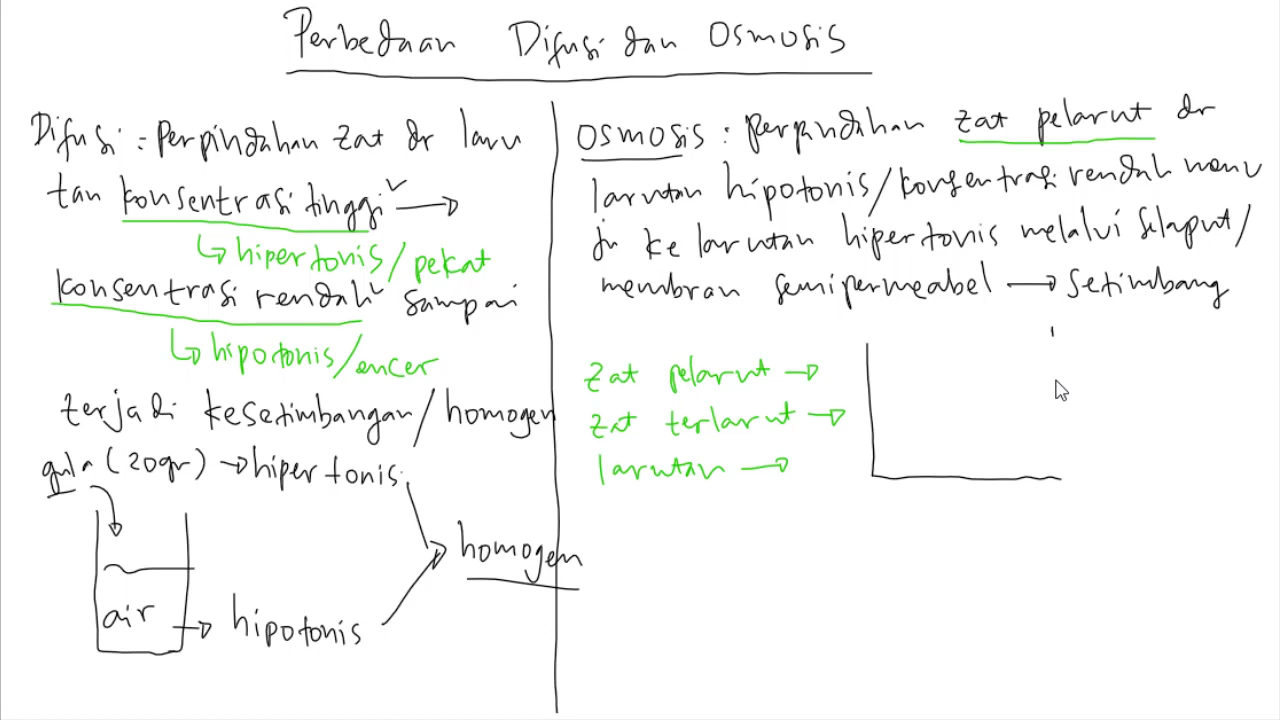 Perbedaan Difusi dan Osmosis
Difusi : Perpindahan zat dr laru
tan konsentrasi tinggi →
↳ hipertonis/pekat
konsentrasi rendah sampai
↳ hipotonis/encer
terjadi kesetimbangan/homogen
gula (20gr) → hipertonis
homogen
air → hipotonis
Osmosis : perpindahan zat pelarut dr
larutan hipotonis/konsentrasi rendah menu
ju ke larutan hipertonis melalui selaput/
membran semipermeabel → setimbang
zat pelarut →
zat terlarut →
larutan →